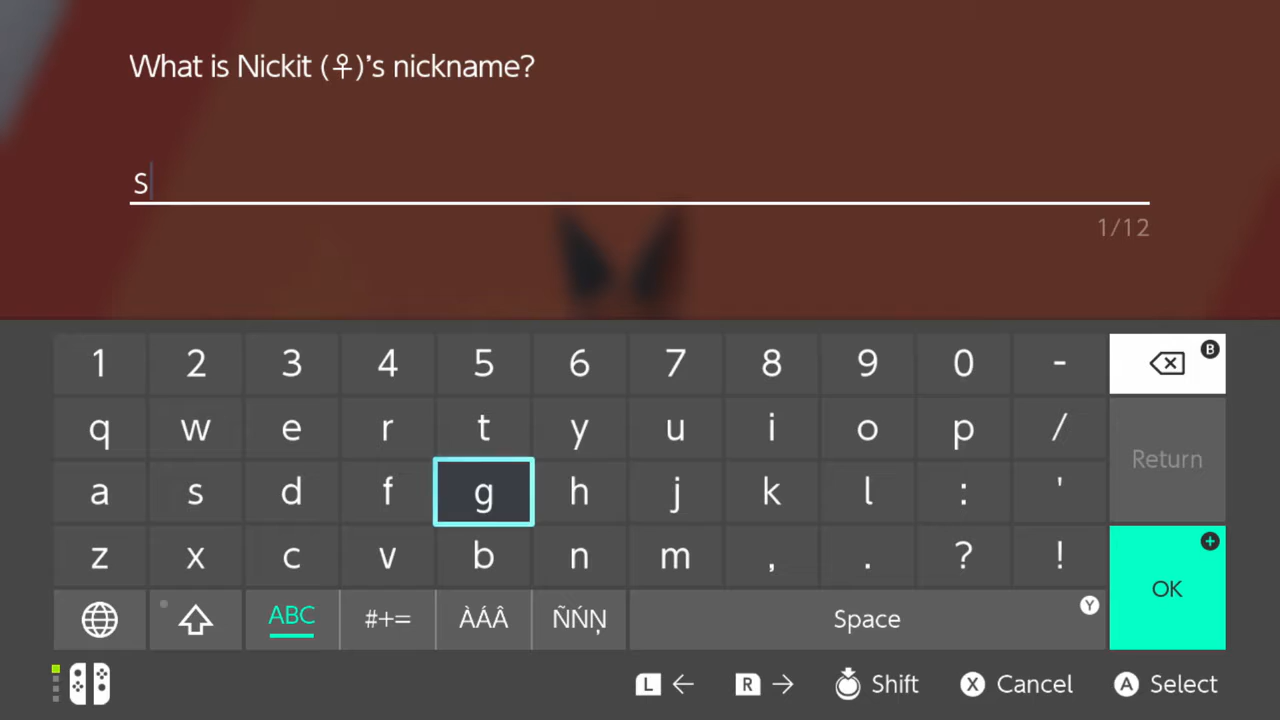 What is Nickit (♀)'s nickname?
S
1/12
1 2 3 4 5 6 7 8 9 0 - B
q w e r t y u i o p /
Return
a s d f g h j k l : '
z x c v b n m , . ? ! +
OK
ABC #+= ÀÁÂ ÑŃŅ Space Y
L ← R → Shift X Cancel A Select